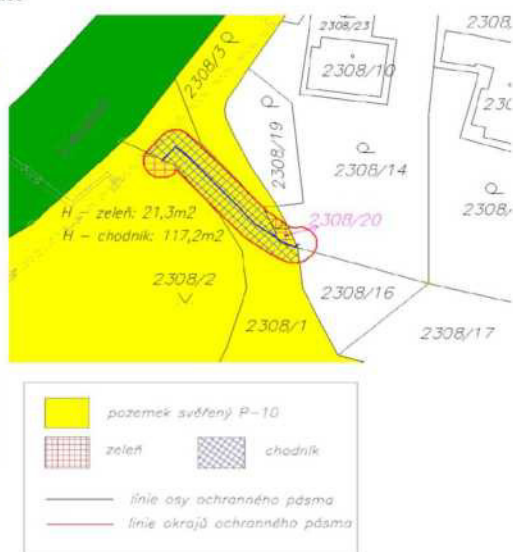 2308/23
2308/3
2308/10
2308/19
2308/14
H – zeleň: 21,3m2
H – chodník: 117,2m2
2308/20
2308/2
2308/16
2308/1
2308/17
pozemek svěřený P-10
zeleň
chodník
línie osy ochranného pásma
linie okrajů ochranného pásma